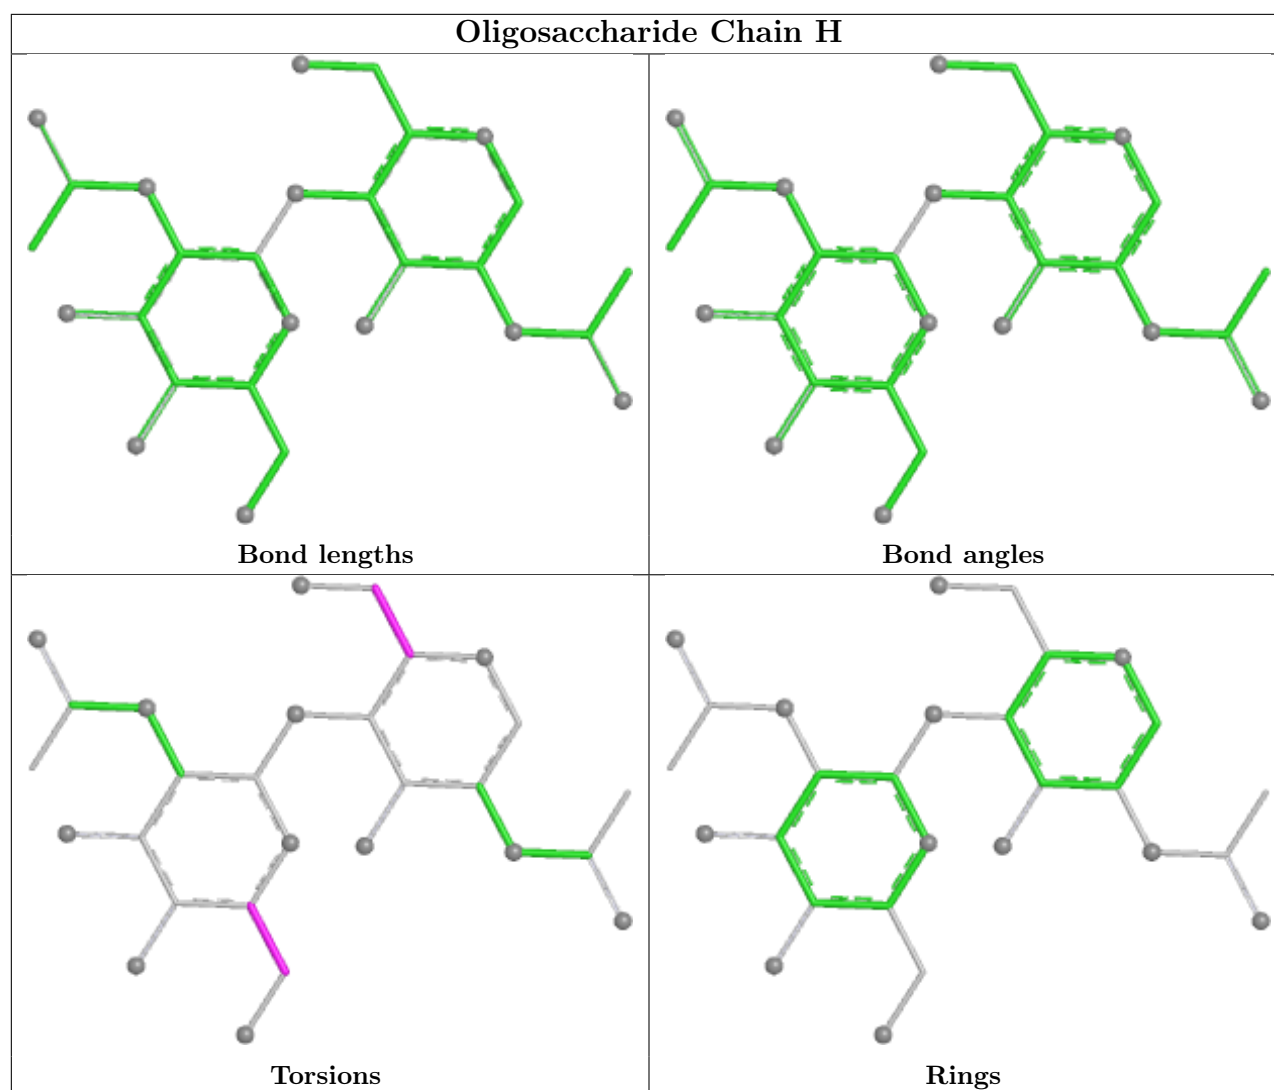 Oligosaccharide Chain H
Bond lengths
Bond angles
Torsions
Rings